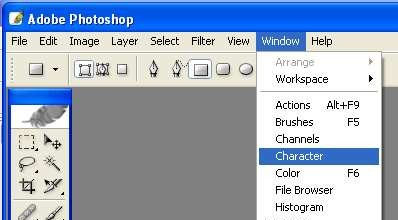 Adobe Photoshop
File Edit Image Layer Select Filter View Window Help
Arrange
Workspace
Actions Alt+F9
Brushes F5
Channels
Character
Color F6
File Browser
Histogram